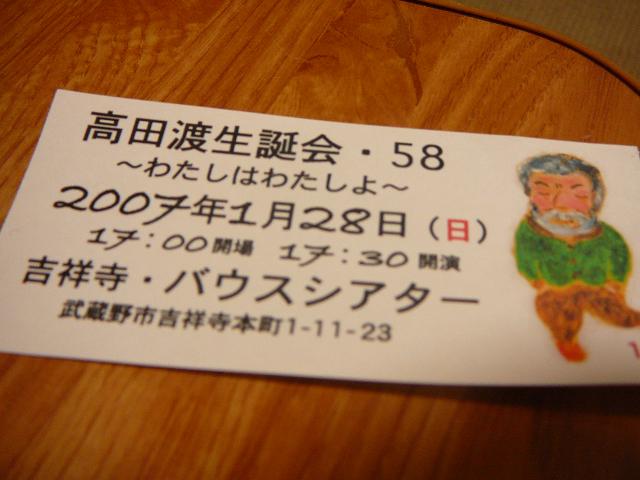 高田渡生誕会・58
～わたしはわたしよ～
2007年1月28日（日）
17:00開場 17:30開演
吉祥寺・バウスシアター
武蔵野市吉祥寺本町1-11-23